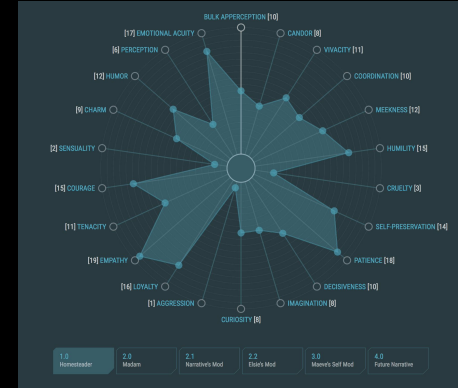 BULK APPERCEPTION [10]
[17] EMOTIONAL ACUITY
CANDOR [8]
[6] PERCEPTION
VIVACITY [11]
[12] HUMOR
COORDINATION [10]
[9] CHARM
MEEKNESS [12]
[2] SENSUALITY
HUMILITY [15]
[15] COURAGE
CRUELTY [3]
[11] TENACITY
SELF-PRESERVATION [14]
[19] EMPATHY
PATIENCE [18]
[16] LOYALTY
DECISIVENESS [10]
[1] AGGRESSION
IMAGINATION [8]
CURIOSITY [8]
1.0 2.0 2.1 2.2 3.0 4.0
Homesteader Madam Narrative's Mod Elsie's Mod Maeve's Self Mod Future Narrative